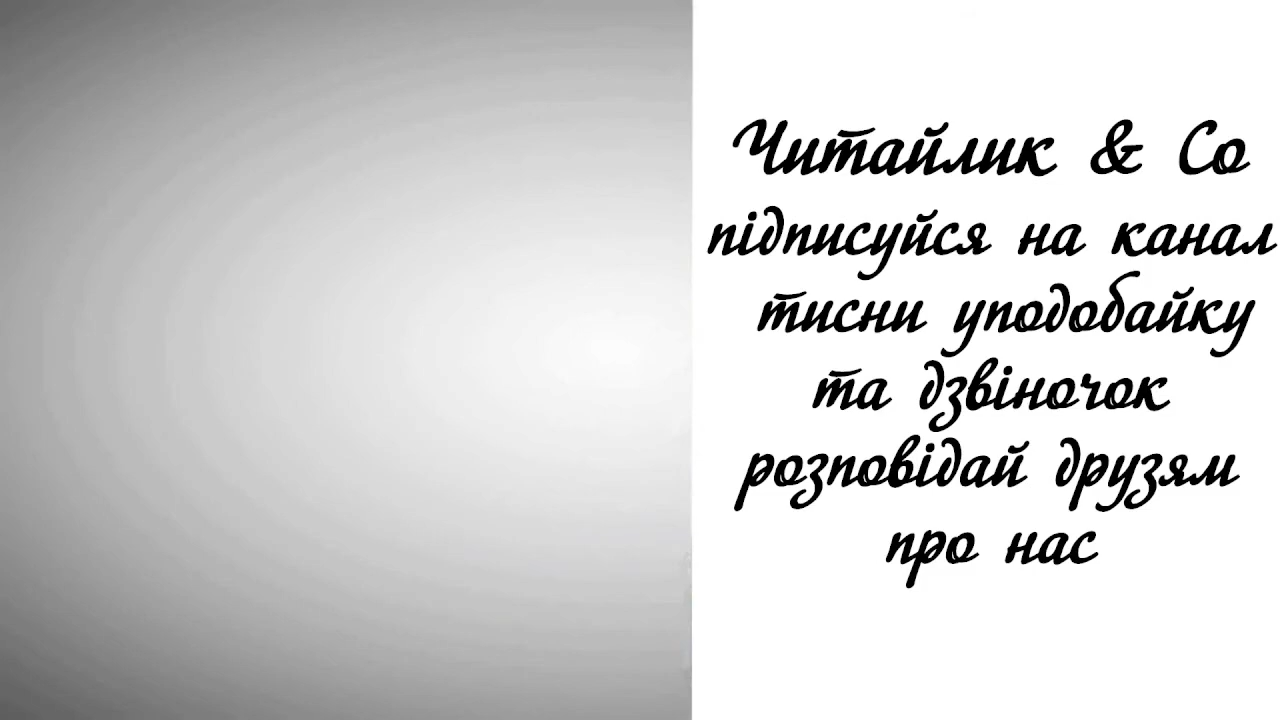 Читайлик & Co
підписуйся на канал
тисни уподобайку
та дзвіночок
розповідай друзям
про нас